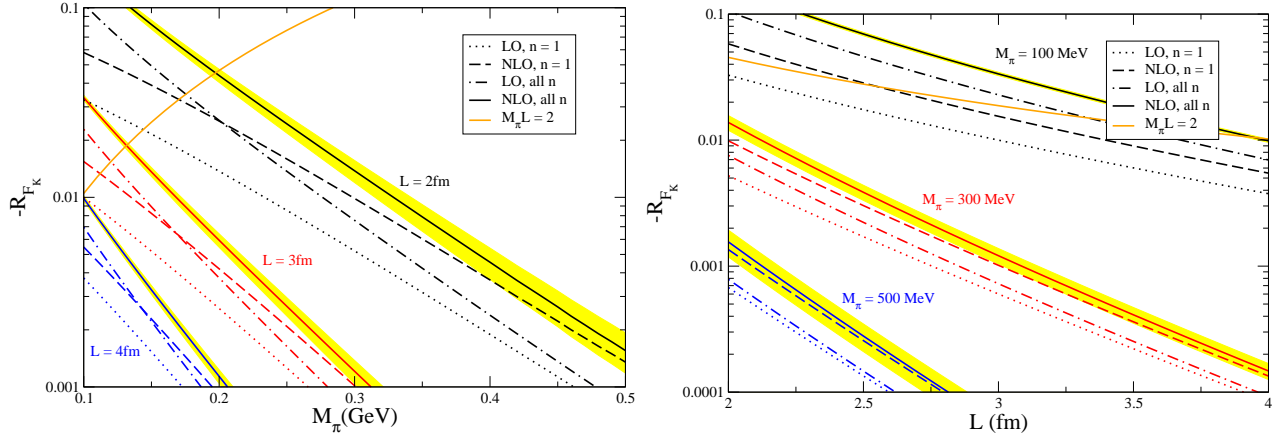 0.1
0.01
0.001
-R_{F_K}
LO, n = 1
NLO, n = 1
LO, all n
NLO, all n
M_πL = 2
L = 2fm
L = 3fm
L = 4fm
0.1 0.2 0.3 0.4 0.5
M_π(GeV)
0.1
0.01
0.001
0.0001
-R_{F_K}
M_π = 100 MeV
LO, n = 1
NLO, n = 1
LO, all n
NLO, all n
M_πL = 2
M_π = 300 MeV
M_π = 500 MeV
2 2.5 3 3.5 4
L (fm)